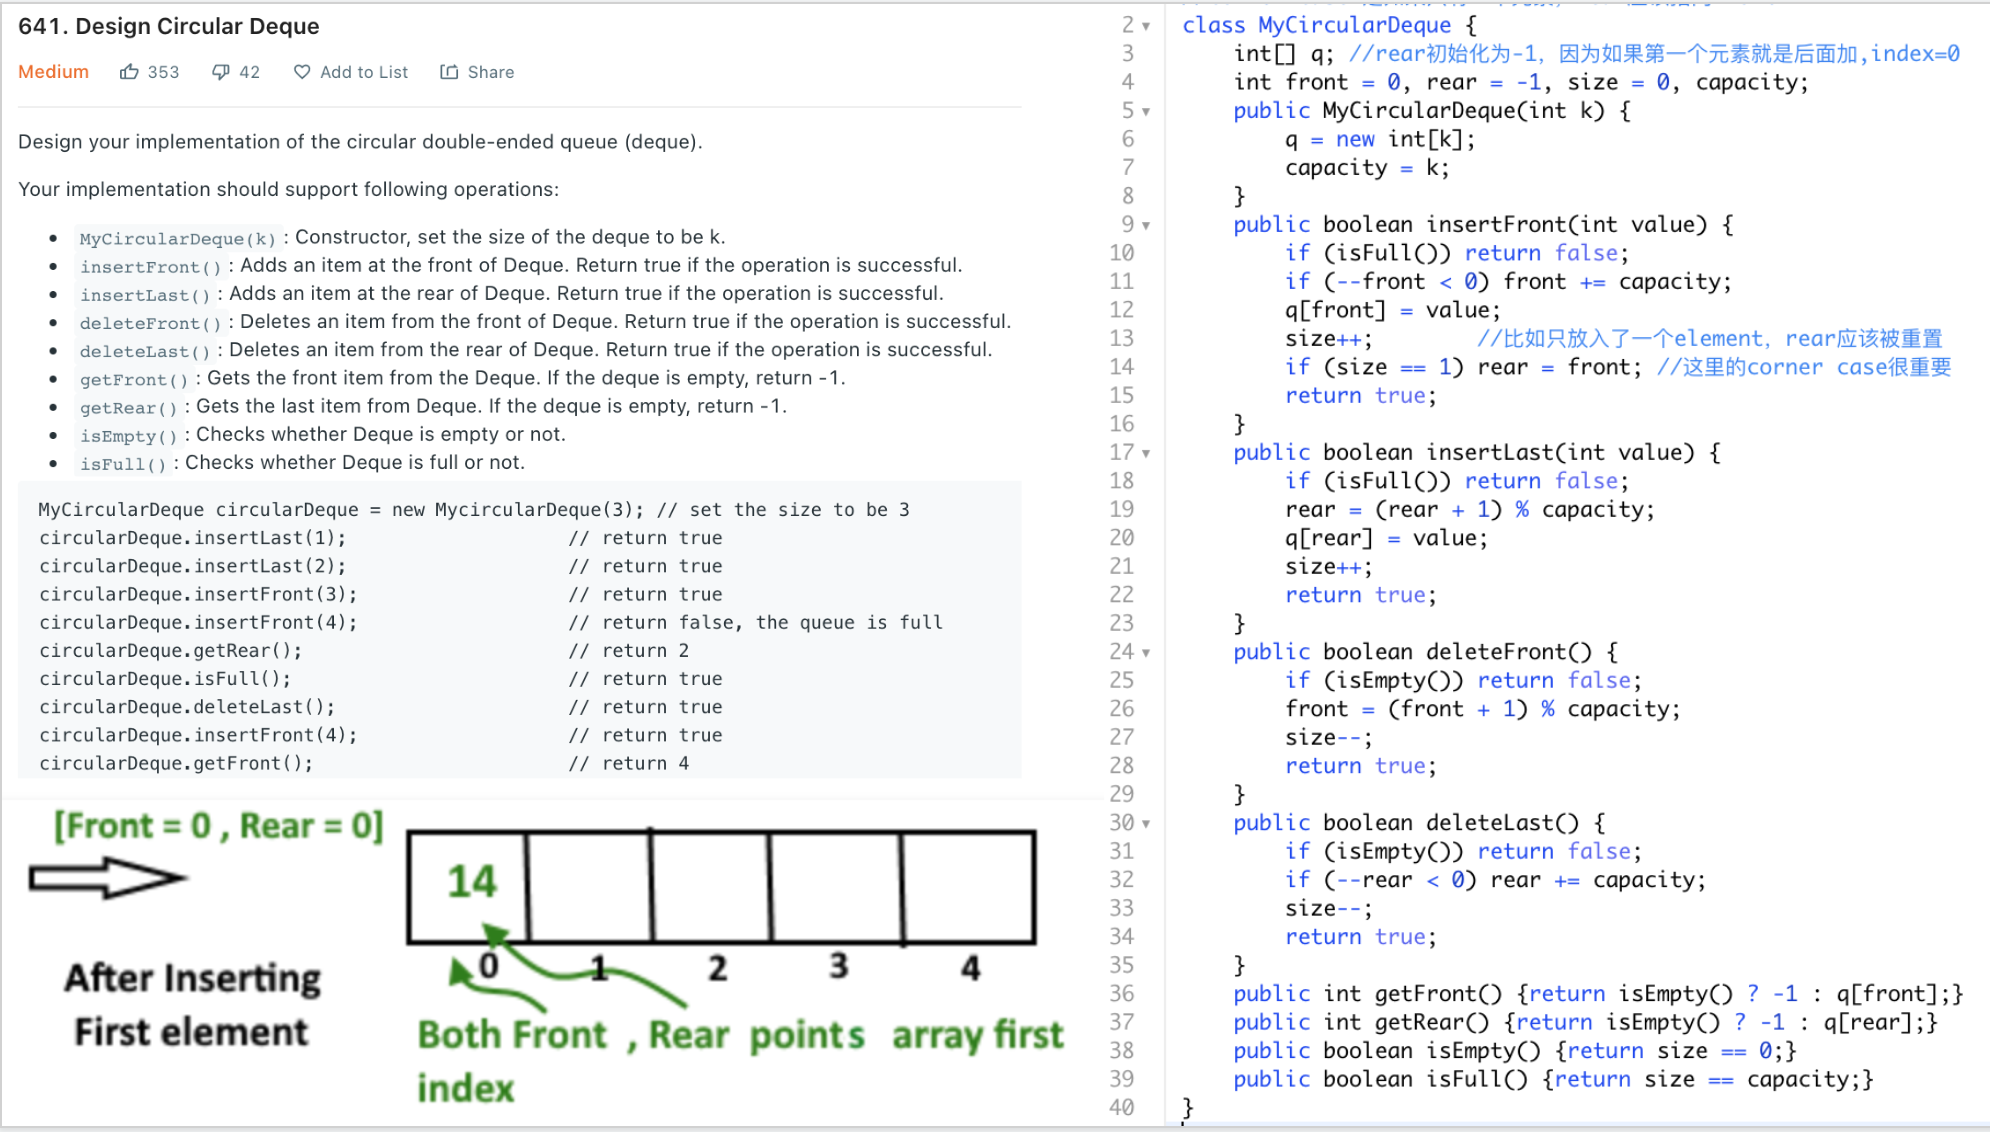 641. Design Circular Deque
Medium 353 42 Add to List Share
Design your implementation of the circular double-ended queue (deque).
Your implementation should support following operations:
• MyCircularDeque(k) : Constructor, set the size of the deque to be k.
• insertFront() : Adds an item at the front of Deque. Return true if the operation is successful.
• insertLast() : Adds an item at the rear of Deque. Return true if the operation is successful.
• deleteFront() : Deletes an item from the front of Deque. Return true if the operation is successful.
• deleteLast() : Deletes an item from the rear of Deque. Return true if the operation is successful.
• getFront() : Gets the front item from the Deque. If the deque is empty, return -1.
• getRear() : Gets the last item from Deque. If the deque is empty, return -1.
• isEmpty() : Checks whether Deque is empty or not.
• isFull() : Checks whether Deque is full or not.
MyCircularDeque circularDeque = new MycircularDeque(3); // set the size to be 3
circularDeque.insertLast(1); // return true
circularDeque.insertLast(2); // return true
circularDeque.insertFront(3); // return true
circularDeque.insertFront(4); // return false, the queue is full
circularDeque.getRear(); // return 2
circularDeque.isFull(); // return true
circularDeque.deleteLast(); // return true
circularDeque.insertFront(4); // return true
circularDeque.getFront(); // return 4
[Front = 0 , Rear = 0]
14
0 1 2 3 4
After Inserting
First element
Both Front , Rear points array first
index
2 class MyCircularDeque {
3 int[] q; //rear初始化为-1，因为如果第一个元素就是后面加,index=0
4 int front = 0, rear = -1, size = 0, capacity;
5 public MyCircularDeque(int k) {
6 q = new int[k];
7 capacity = k;
8 }
9 public boolean insertFront(int value) {
10 if (isFull()) return false;
11 if (--front < 0) front += capacity;
12 q[front] = value;
13 size++; //比如只放入了一个element，rear应该被重置
14 if (size == 1) rear = front; //这里的corner case很重要
15 return true;
16 }
17 public boolean insertLast(int value) {
18 if (isFull()) return false;
19 rear = (rear + 1) % capacity;
20 q[rear] = value;
21 size++;
22 return true;
23 }
24 public boolean deleteFront() {
25 if (isEmpty()) return false;
26 front = (front + 1) % capacity;
27 size--;
28 return true;
29 }
30 public boolean deleteLast() {
31 if (isEmpty()) return false;
32 if (--rear < 0) rear += capacity;
33 size--;
34 return true;
35 }
36 public int getFront() {return isEmpty() ? -1 : q[front];}
37 public int getRear() {return isEmpty() ? -1 : q[rear];}
38 public boolean isEmpty() {return size == 0;}
39 public boolean isFull() {return size == capacity;}
40 }